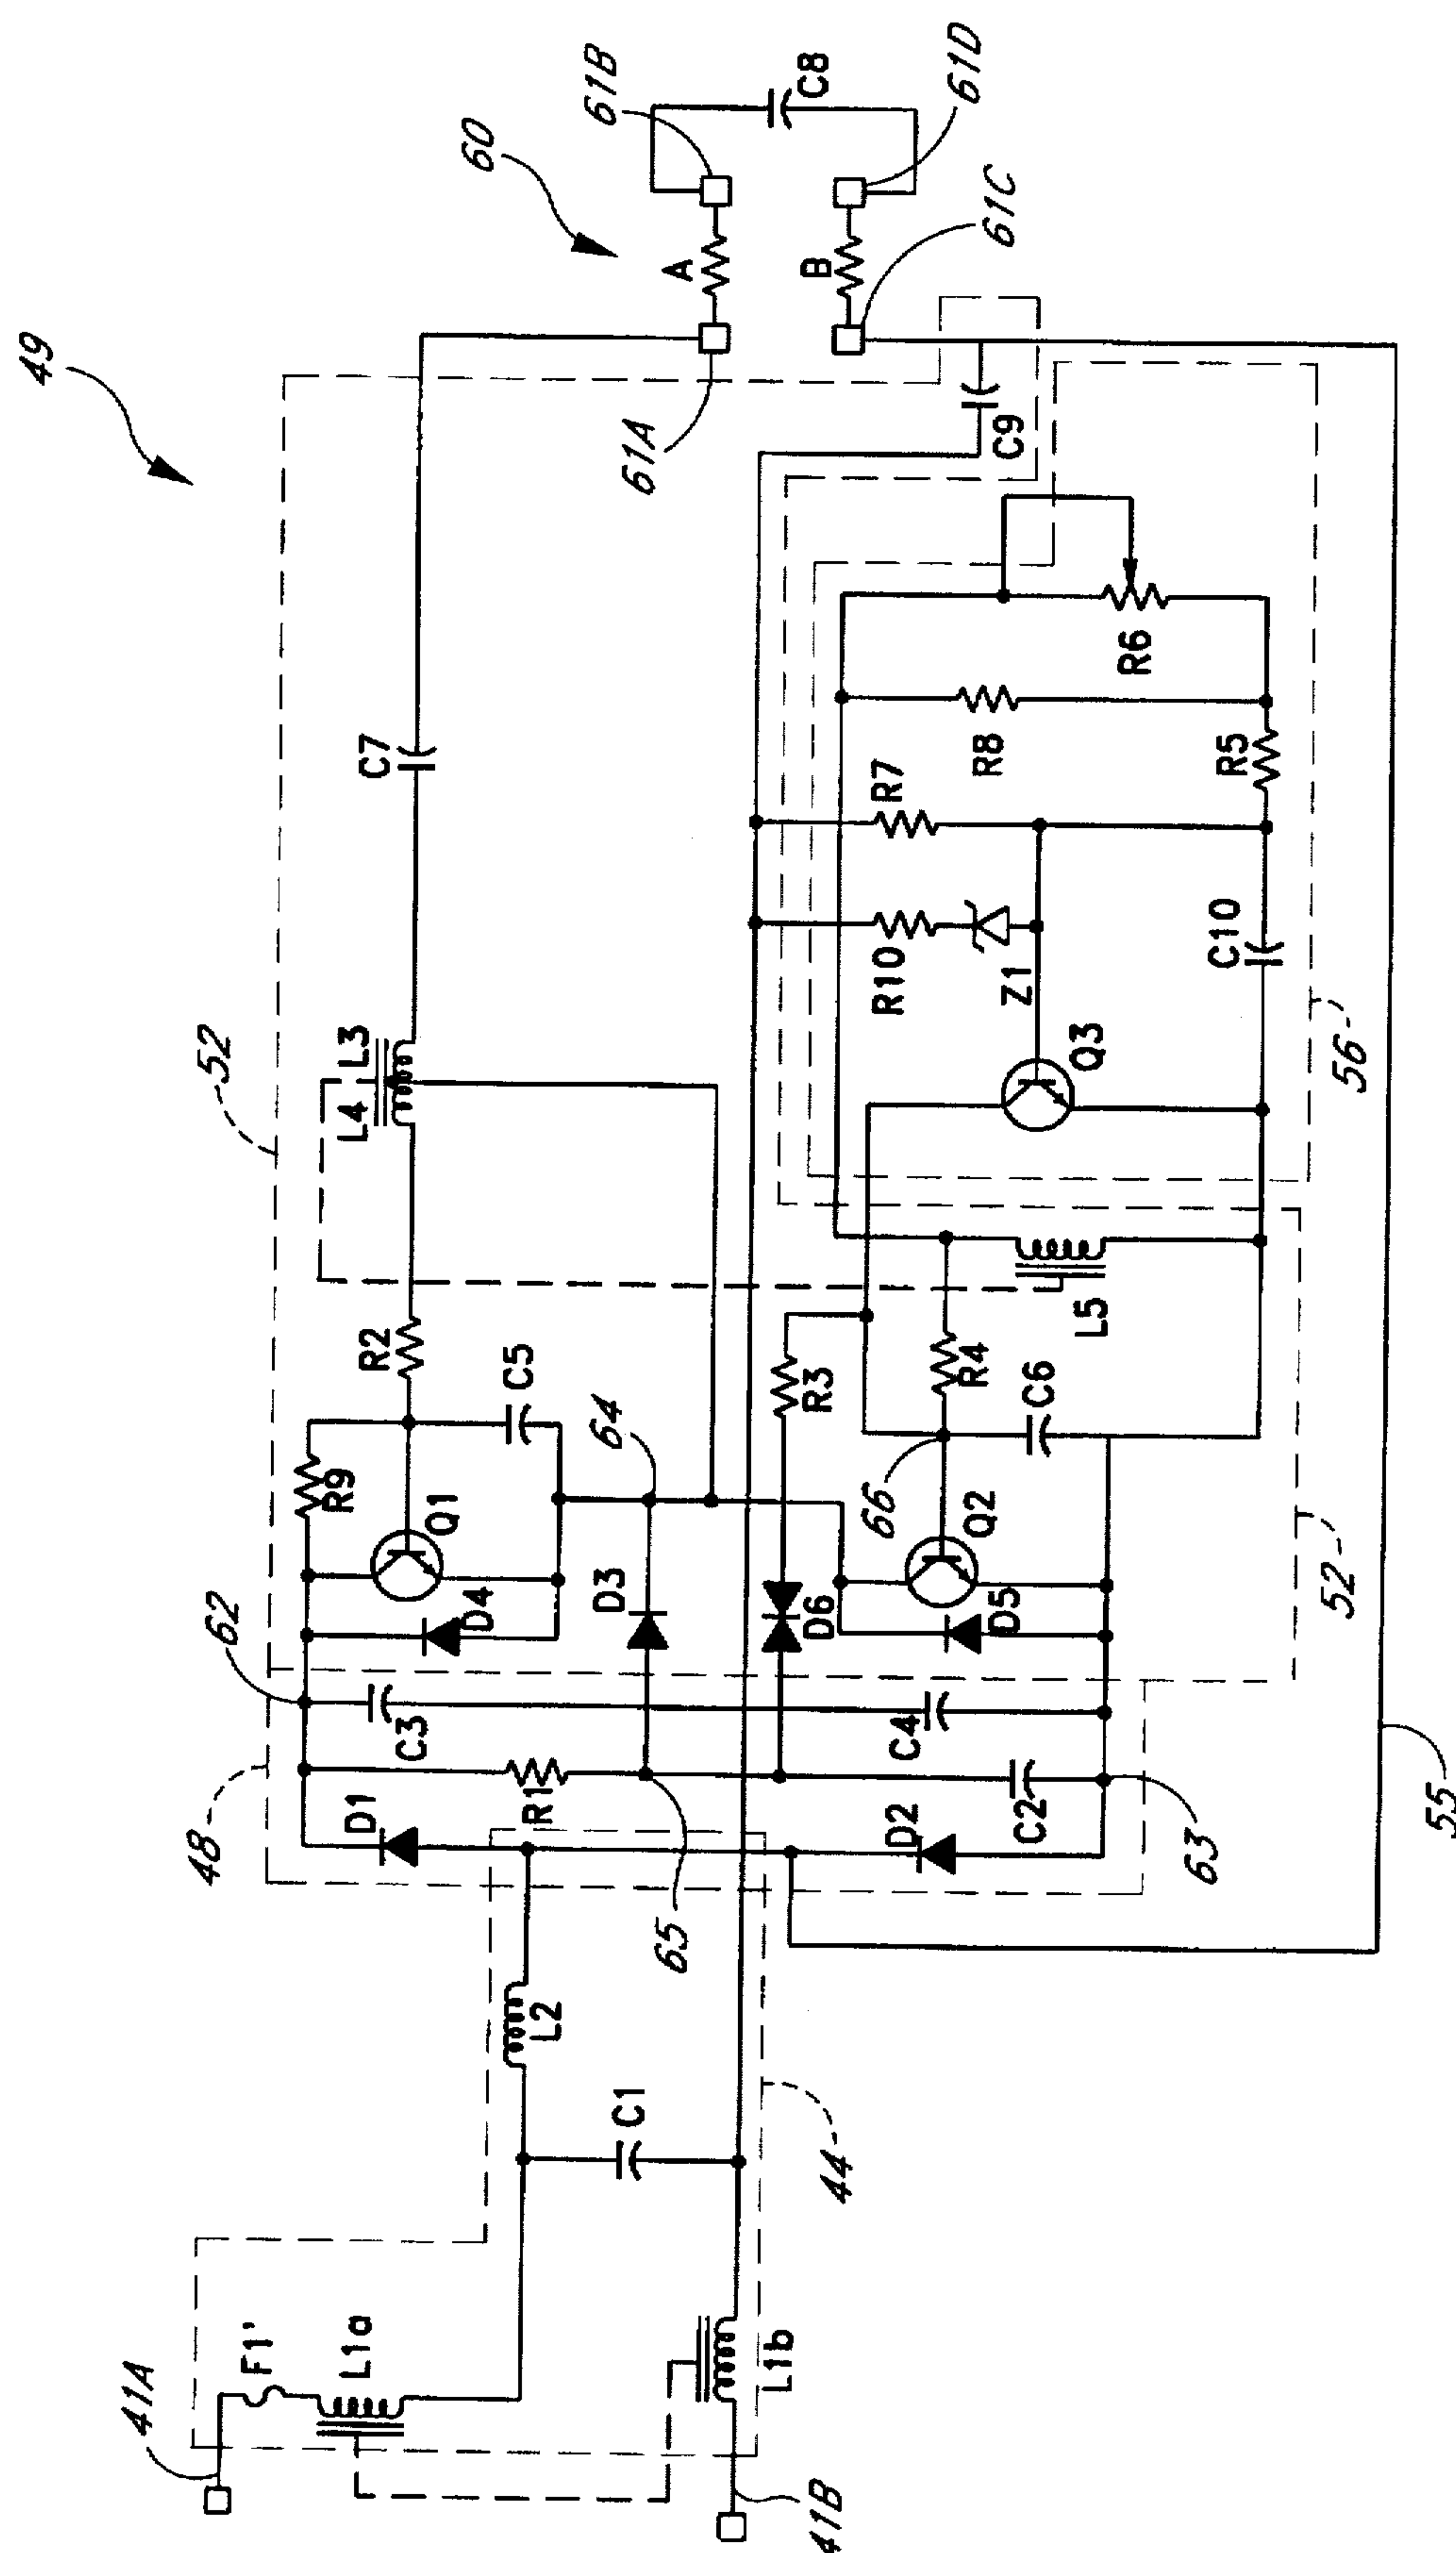 49
60
61B
C8
61D
61C
A
B
61A
C9
C7
52
L4
L3
R2
C5
R9
Q1
64
62
D4
D3
R3
D6
66
R4
L5
C6
Q2
D5
52
R7
R8
R6
R5
R10
Z1
C10
Q3
56
48
C3
C4
D1
R1
D2
C2
63
65
55
L2
C1
44
41A
F1'
L1a
L1b
41B